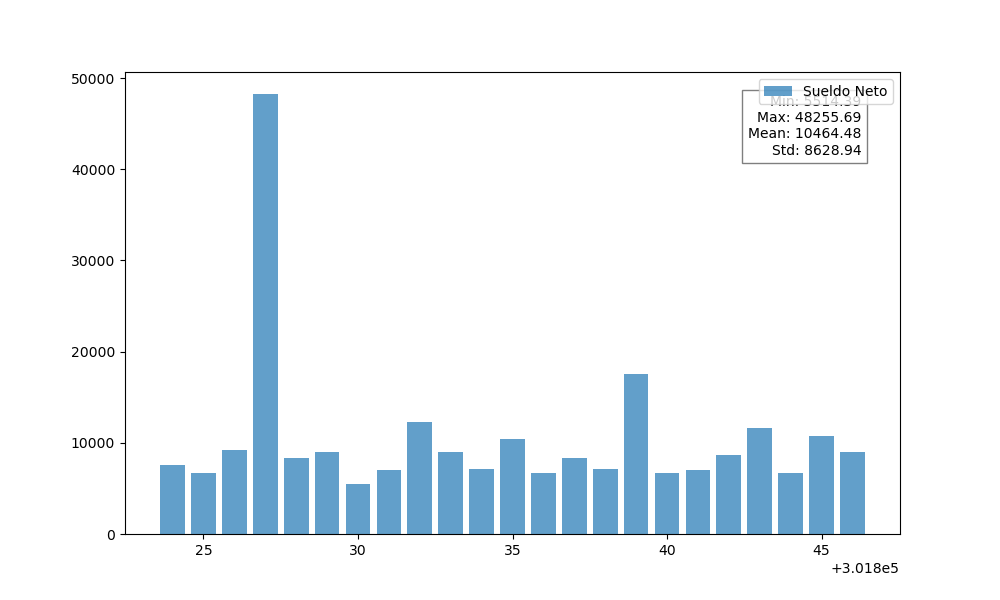 50000
40000
30000
20000
10000
0
Sueldo Neto
Min: 5514.39
Max: 48255.69
Mean: 10464.48
Std: 8628.94
25
30
35
40
45
+3.018e5